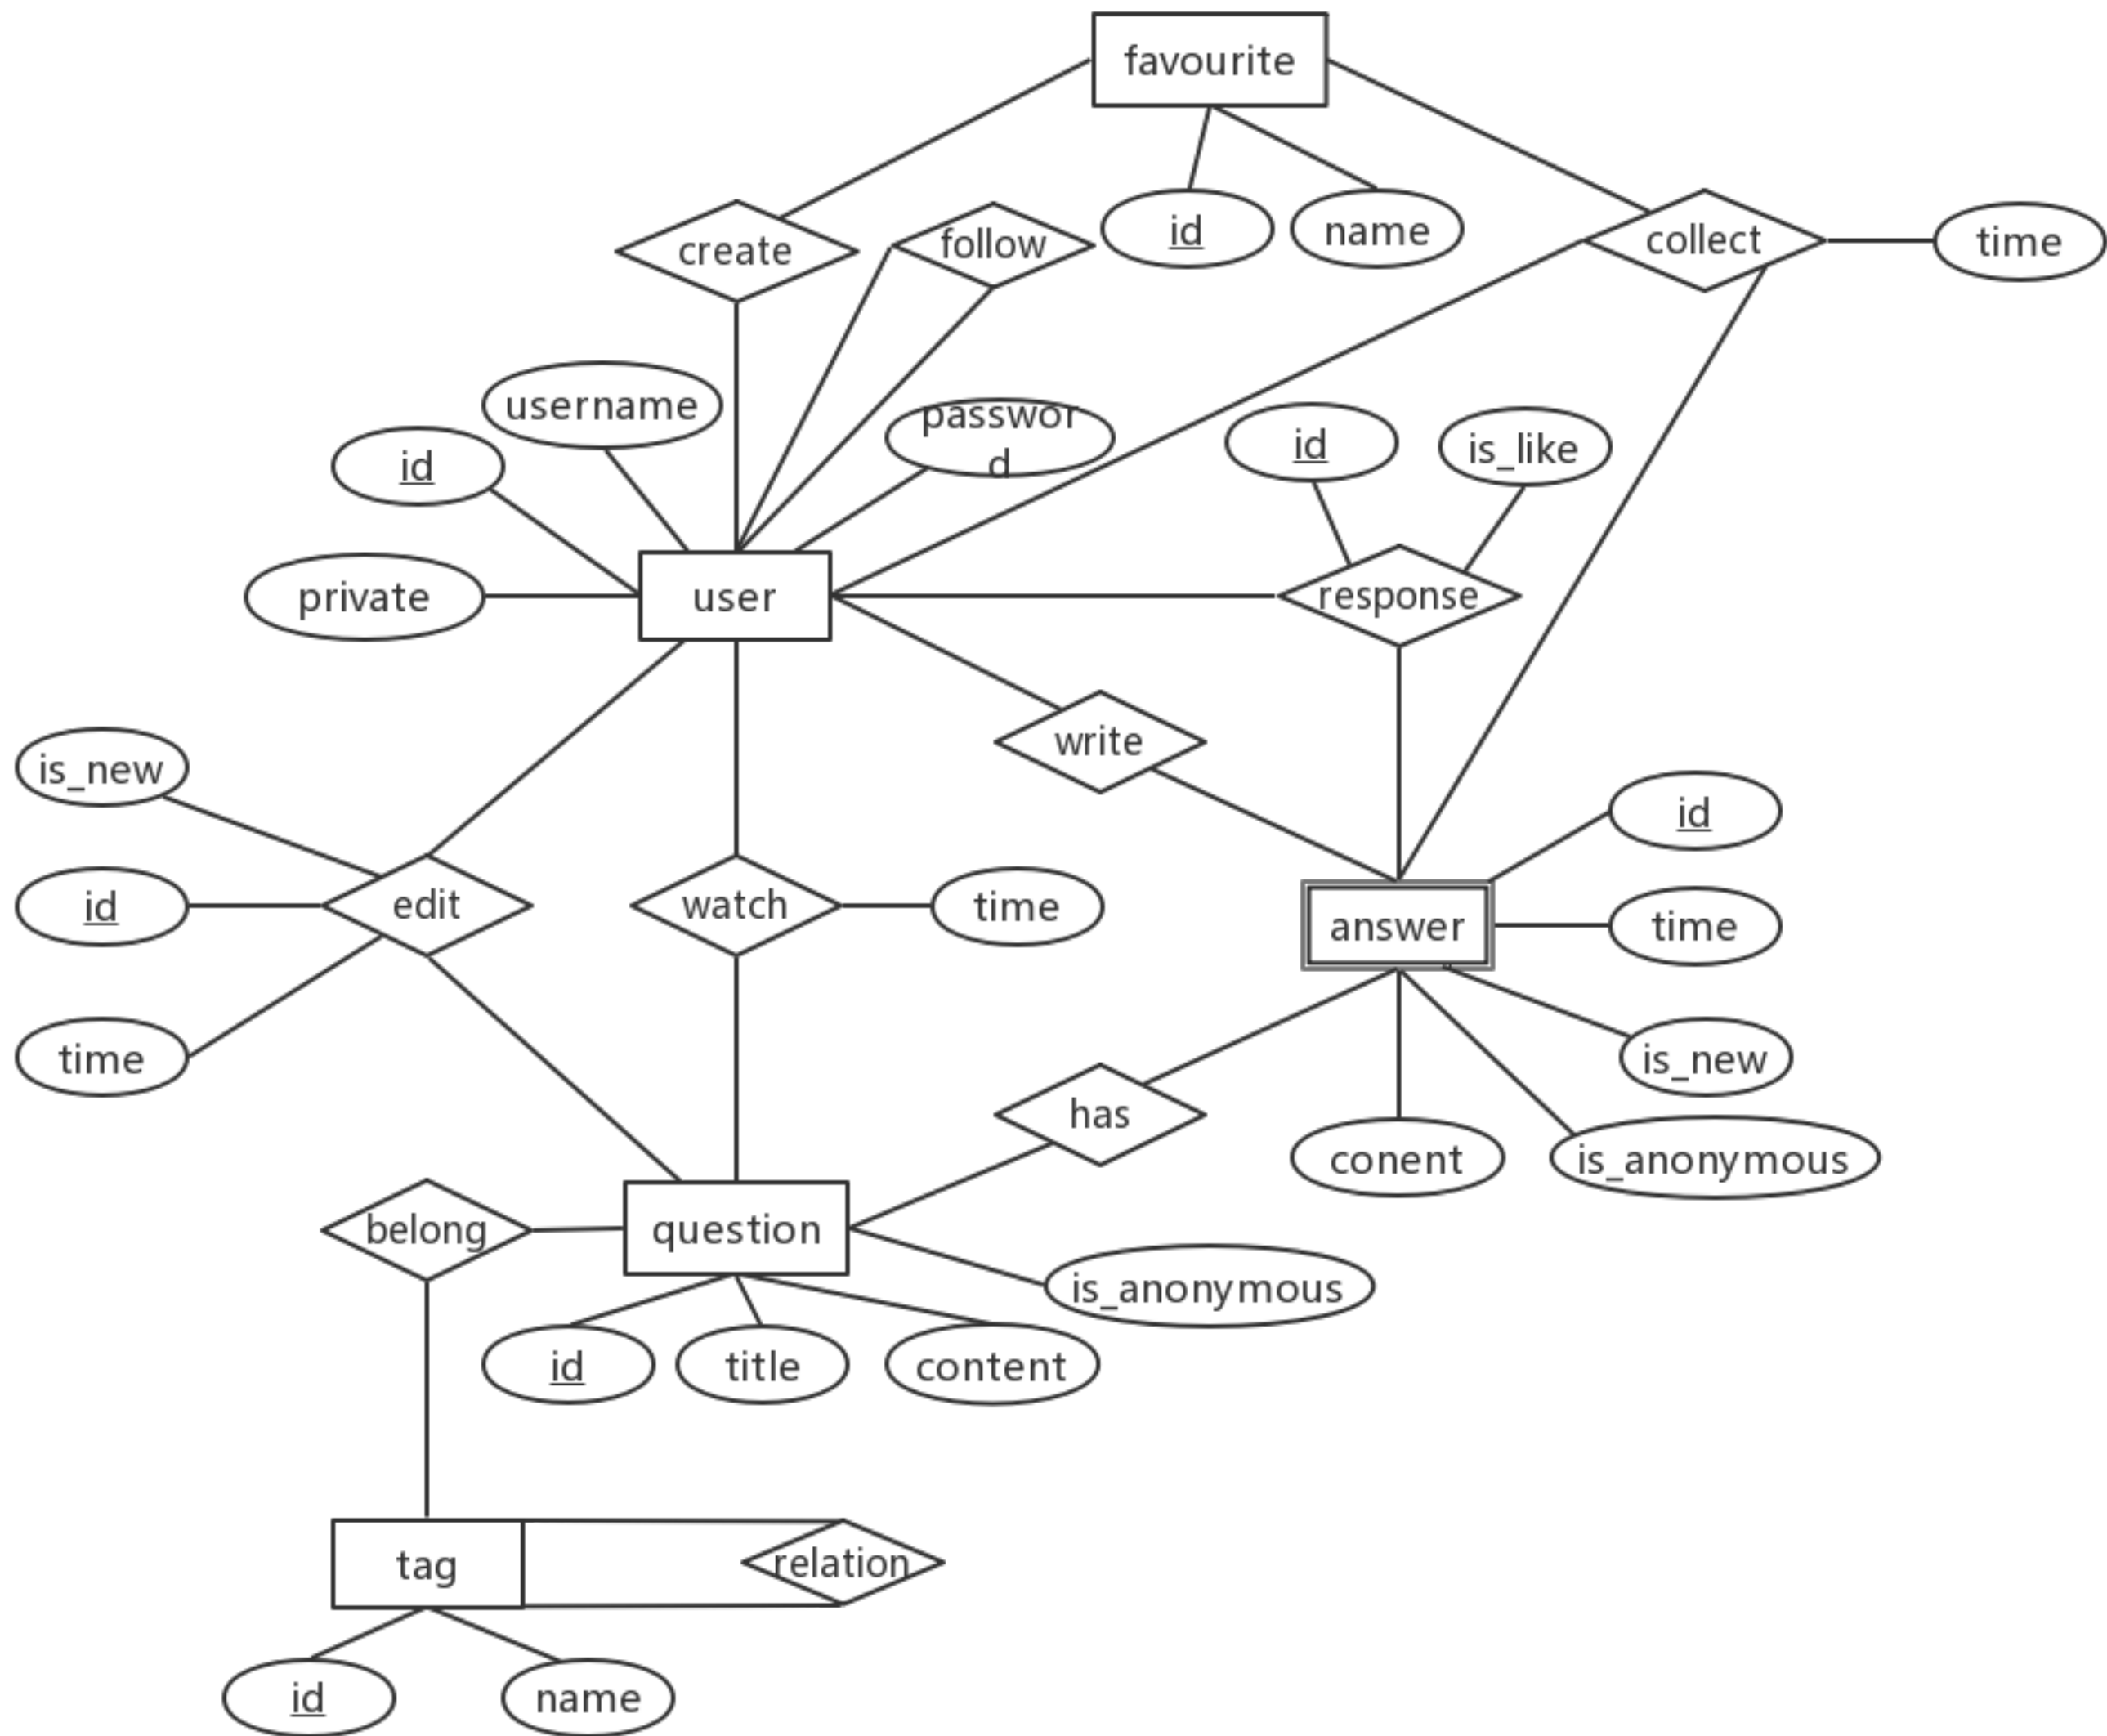 favourite
create
follow
id
name
collect
time
username
passwor
d
id
is_like
id
private
user
response
write
is_new
id
id
edit
watch
time
answer
time
time
has
is_new
conent
is_anonymous
belong
question
is_anonymous
id
title
content
tag
relation
id
name